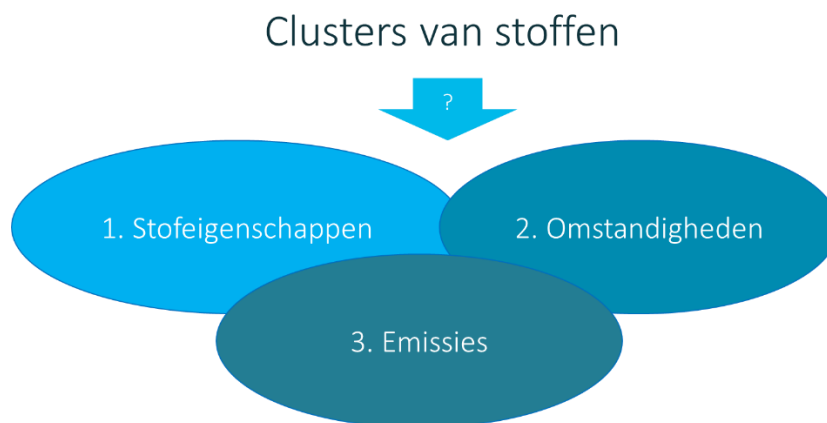 Clusters van stoffen
?
1. Stofeigenschappen
2. Omstandigheden
3. Emissies